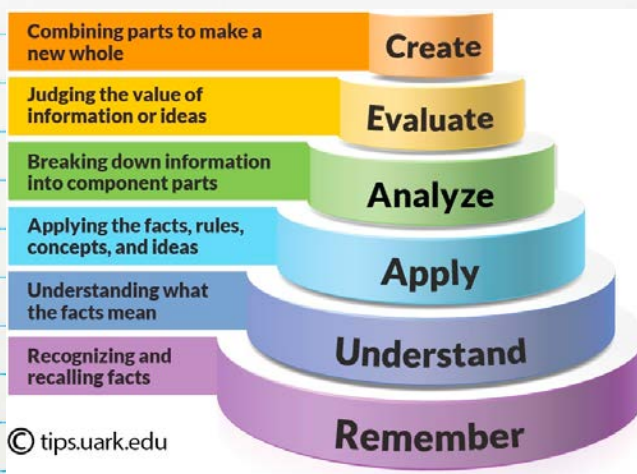 Combining parts to make a
new whole
Create
Judging the value of
information or ideas
Evaluate
Breaking down information
into component parts
Analyze
Applying the facts, rules,
concepts, and ideas
Apply
Understanding what
the facts mean
Understand
Recognizing and
recalling facts
Remember
© tips.uark.edu